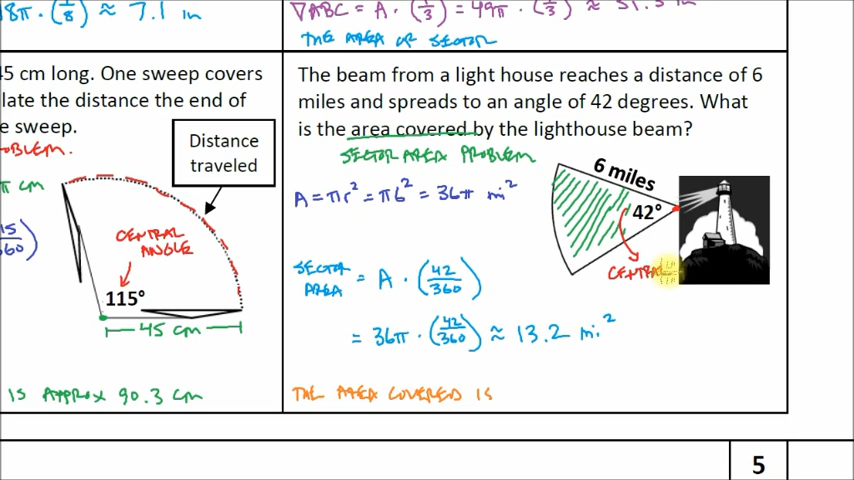 8π · (1/8) ≈ 7.1 in
▽ABC = A · (1/3) = 49π · (1/3) ≈ 51.3 in
THE AREA OF SECTOR
45 cm long. One sweep covers
late the distance the end of
e sweep.
PROBLEM.
Distance
traveled
π cm
15
360)
CENTRAL
ANGLE
115°
45 cm
IS APPROX 90.3 cm
The beam from a light house reaches a distance of 6
miles and spreads to an angle of 42 degrees. What
is the area covered by the lighthouse beam?
SECTOR AREA PROBLEM
6 miles
A = πr² = π6² = 36π mi²
42°
CENTRAL
SECTOR AREA = A · (42/360)
= 36π · (42/360) ≈ 13.2 mi²
THE AREA COVERED IS
5